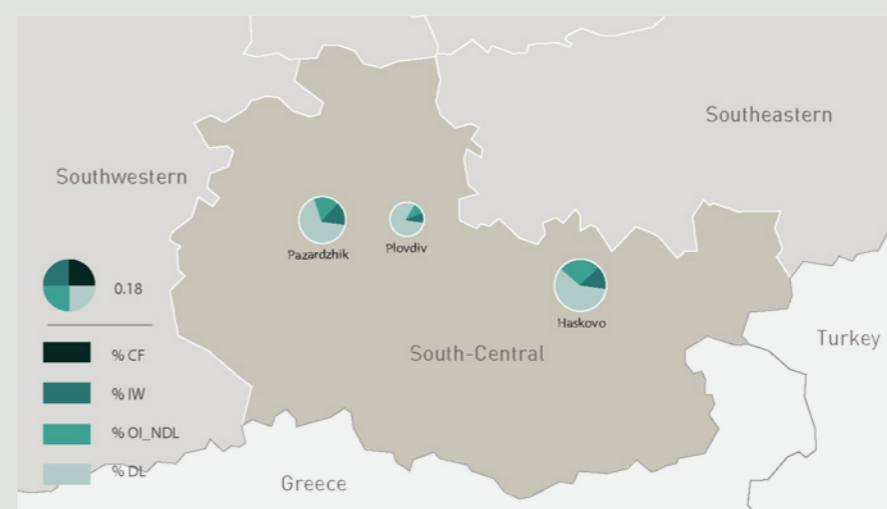 Southeastern
Southwestern
Pazardzhik
Plovdiv
0.18
Haskovo
Turkey
South-Central
% CF
% IW
% OI_NDL
% DL
Greece